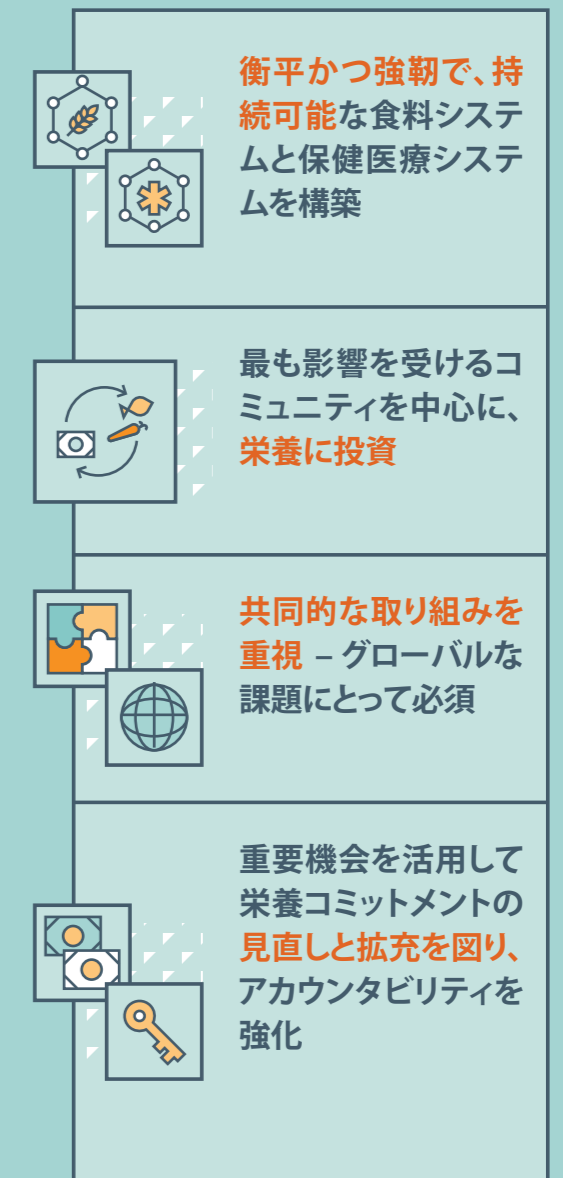 衡平かつ強靭で、持
続可能な食料システ
ムと保健医療システ
ムを構築
最も影響を受けるコ
ミュニティを中心に、
栄養に投資
共同的な取り組みを
重視 – グローバルな
課題にとって必須
重要機会を活用して
栄養コミットメントの
見直しと拡充を図り、
アカウンタビリティを
強化